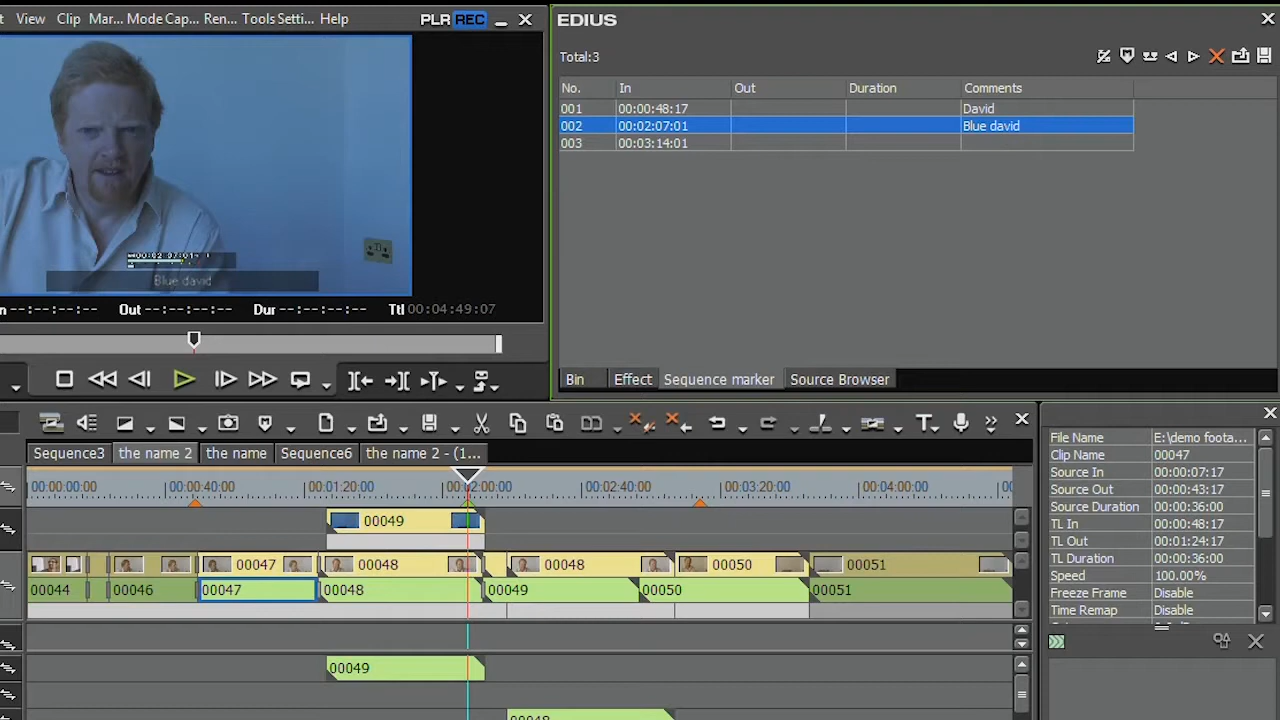 t View Clip Mar... Mode Cap... Ren... Tools Setti... Help PLR REC
EDIUS
Total:3
No. In Out Duration Comments
001 00:00:48:17 David
002 00:02:07:01 Blue david
003 00:03:14:01
00:02:07:01
Blue david
n --:--:--:-- Out --:--:--:-- Dur --:--:--:-- Ttl 00:04:49:07
Bin Effect Sequence marker Source Browser
Sequence3 the name 2 the name Sequence6 the name 2 - (1...
00:00:00:00 00:00:40:00 00:01:20:00 00:02:00:00 00:02:40:00 00:03:20:00 00:04:00:00 00
00049
00047 00048 00048 00050 00051
00044 00046 00047 00048 00049 00050 00051
00049
00048
File Name E:\demo foota...
Clip Name 00047
Source In 00:00:07:17
Source Out 00:00:43:17
Source Duration 00:00:36:00
TL In 00:00:48:17
TL Out 00:01:24:17
TL Duration 00:00:36:00
Speed 100.00%
Freeze Frame Disable
Time Remap Disable